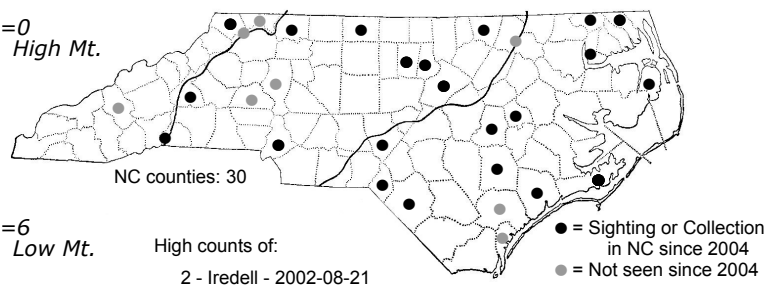 =0
High Mt.
NC counties: 30
=6
Low Mt.
High counts of:
2 - Iredell - 2002-08-21
= Sighting or Collection
in NC since 2004
= Not seen since 2004